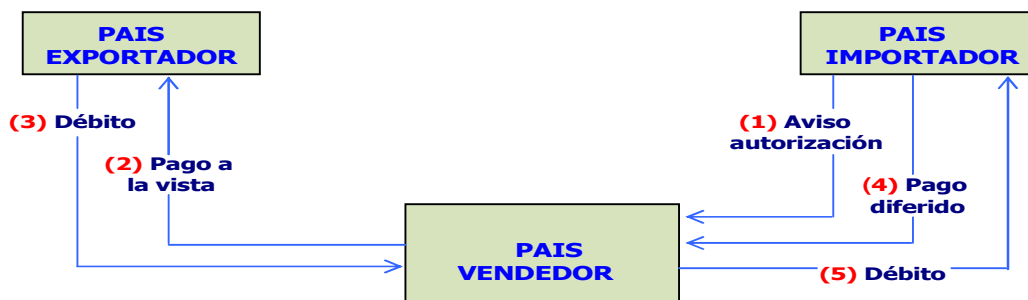 PAIS
EXPORTADOR
PAIS
IMPORTADOR
(3) Débito
(2) Pago a
la vista
(1) Aviso
autorización
(4) Pago
diferido
PAIS
VENDEDOR
(5) Débito